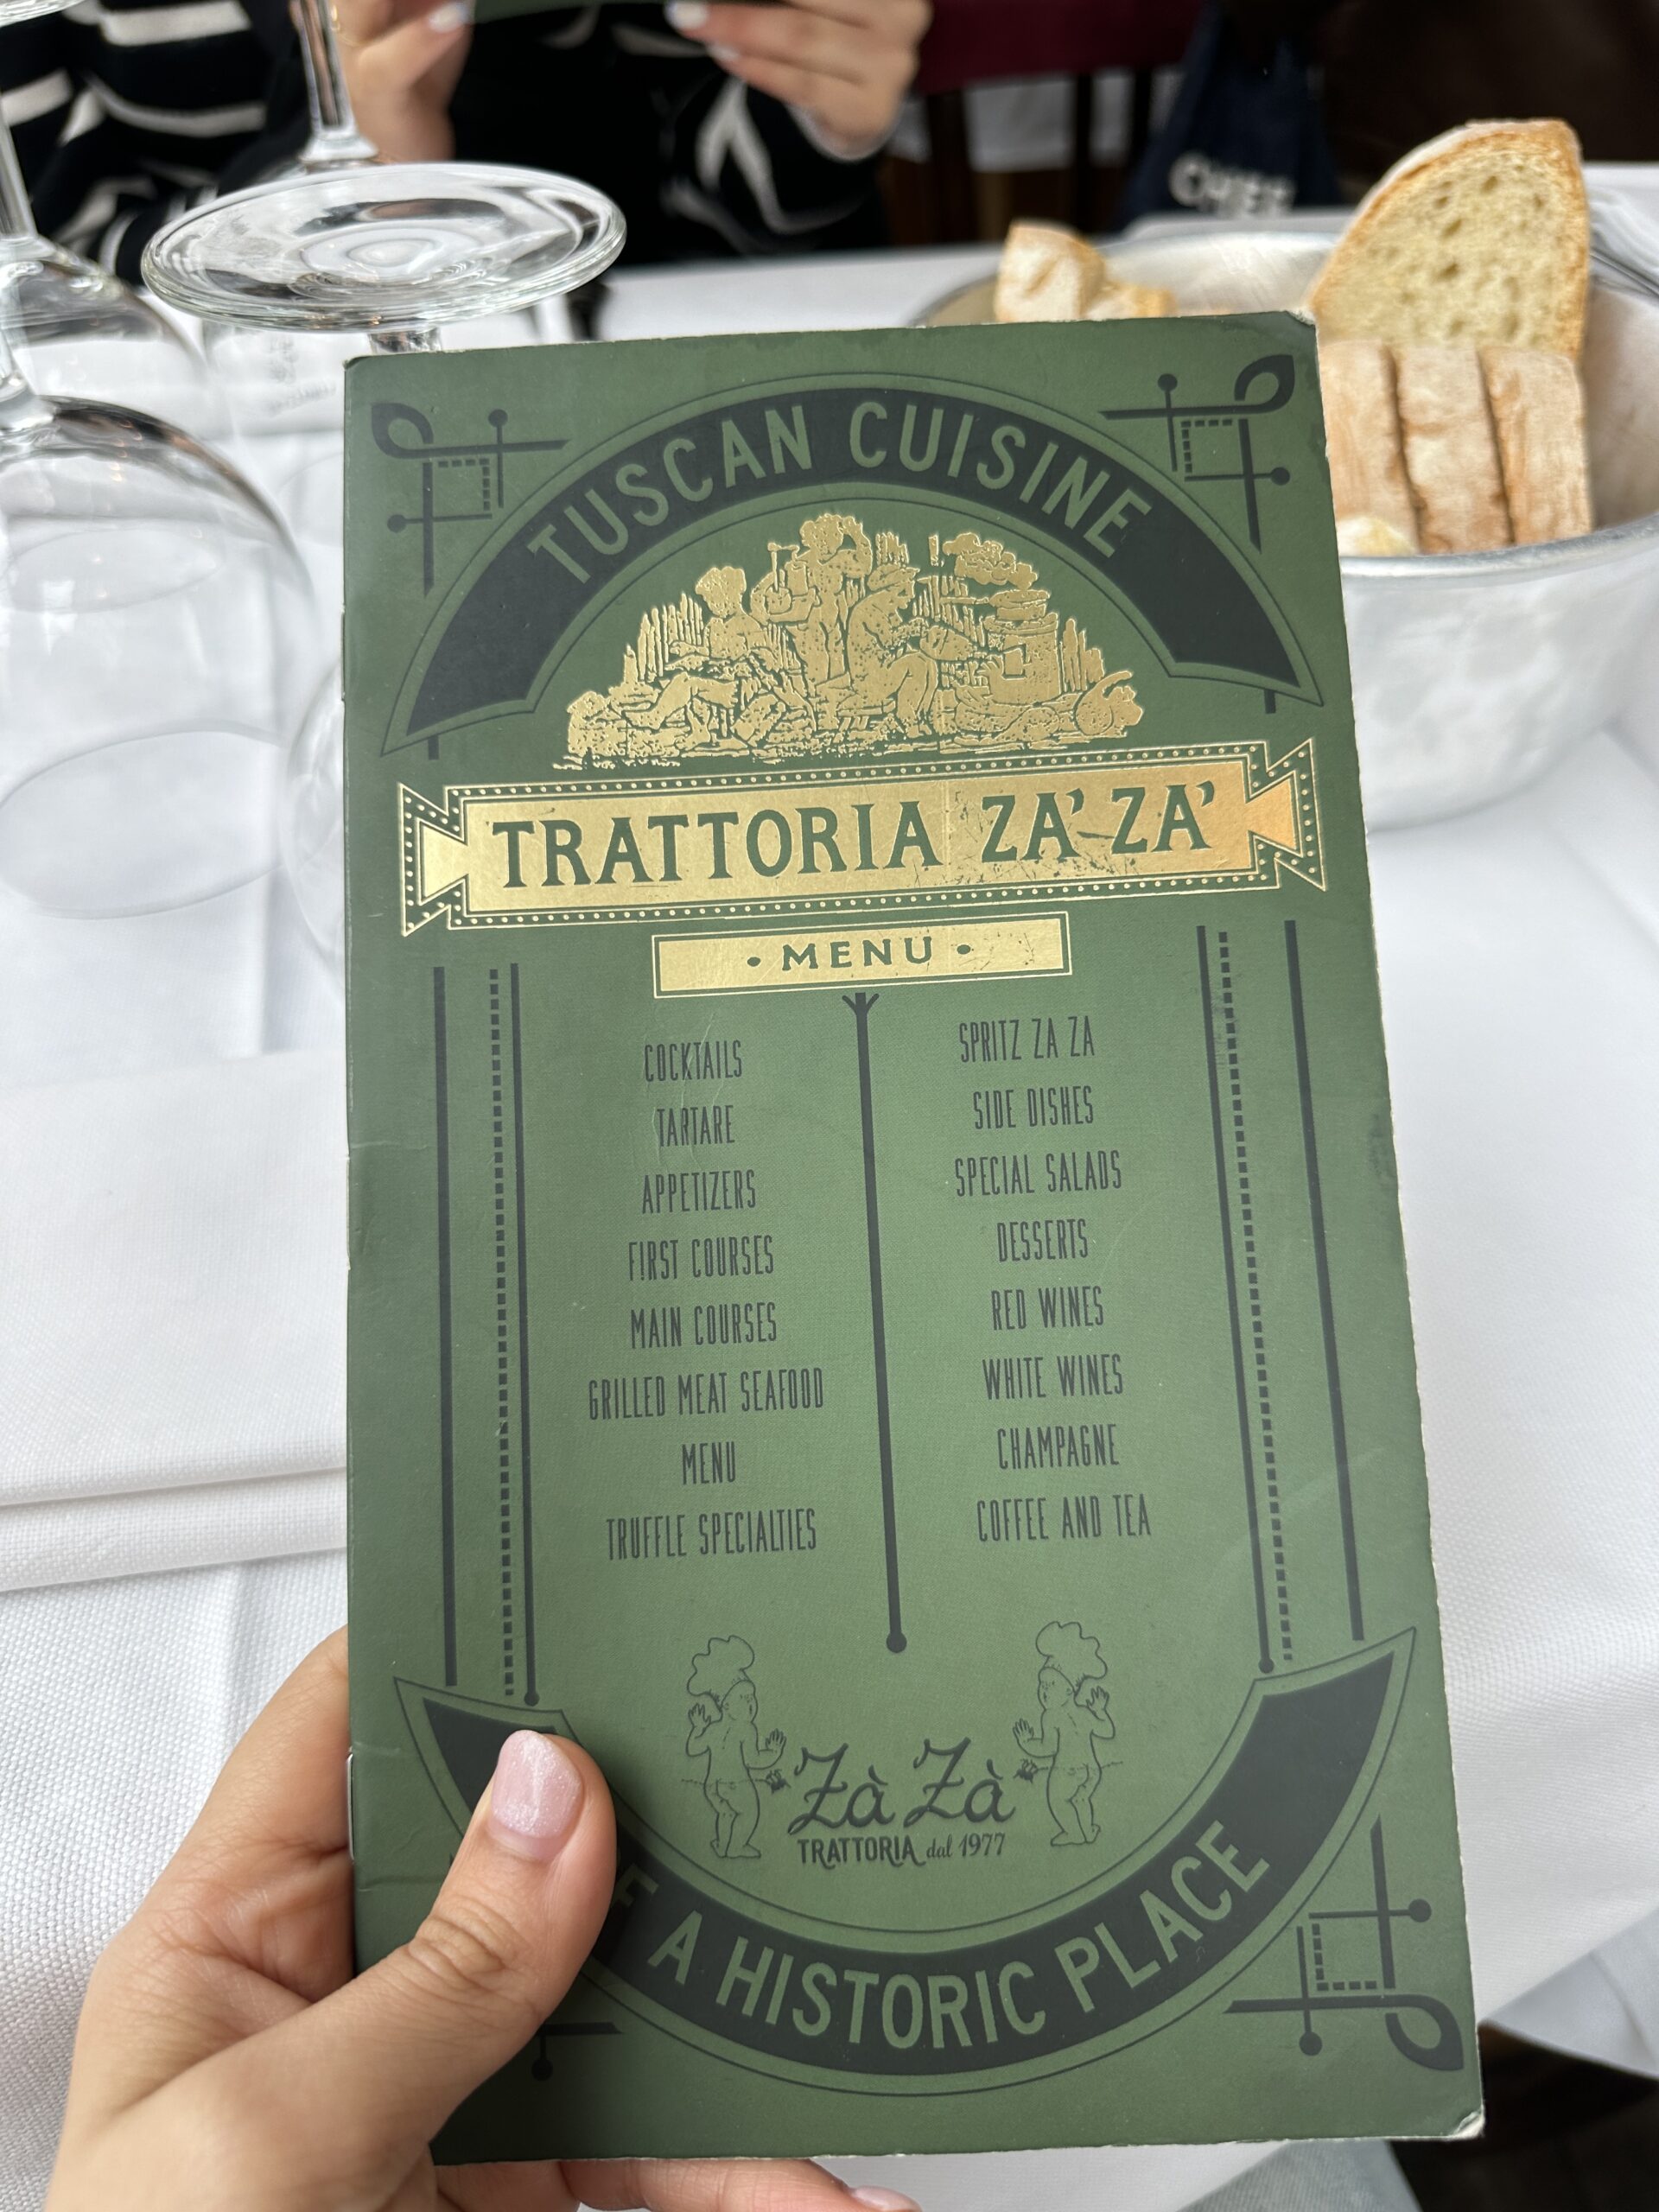 TUSCAN CUISINE
TRATTORIA ZA' ZA'
• MENU •
COCKTAILS
TARTARE
APPETIZERS
FIRST COURSES
MAIN COURSES
GRILLED MEAT SEAFOOD
MENU
TRUFFLE SPECIALTIES
SPRITZ ZA ZA
SIDE DISHES
SPECIAL SALADS
DESSERTS
RED WINES
WHITE WINES
CHAMPAGNE
COFFEE AND TEA
Zà Zà
TRATTORIA dal 1977
A HISTORIC PLACE